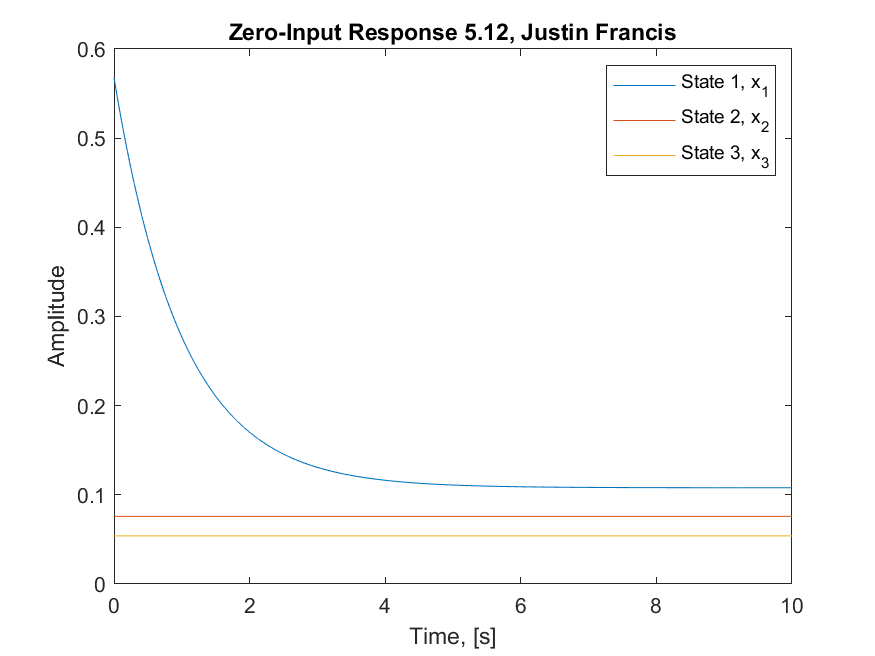 Zero-Input Response 5.12, Justin Francis
State 1, x1
State 2, x2
State 3, x3
0.6
0.5
0.4
0.3
0.2
0.1
0
Amplitude
0 2 4 6 8 10
Time, [s]